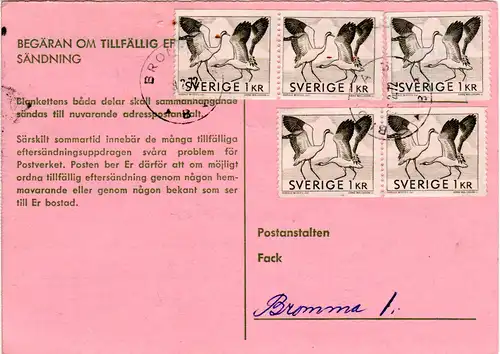 BEGÄRAN OM TILLFÄLLIG EF
SÄNDNING
Blankettens båda delar skall sammanhängande
sändas till nuvarande adresspostanstalt.
Särskilt sommartid innebär de många tillfälliga
eftersändningsuppdragen svåra problem för
Postverket. Posten ber Er därför att om möjligt
ordna tillfällig eftersändning genom någon hem-
mavarande eller genom någon bekant som ser
till Er bostad.
SVERIGE 1 KR
SVERIGE 1 KR
SVERIGE 1 KR
SVERIGE 1 KR
SVERIGE 1 KR
Postanstalten
Fack
Bromma 1.